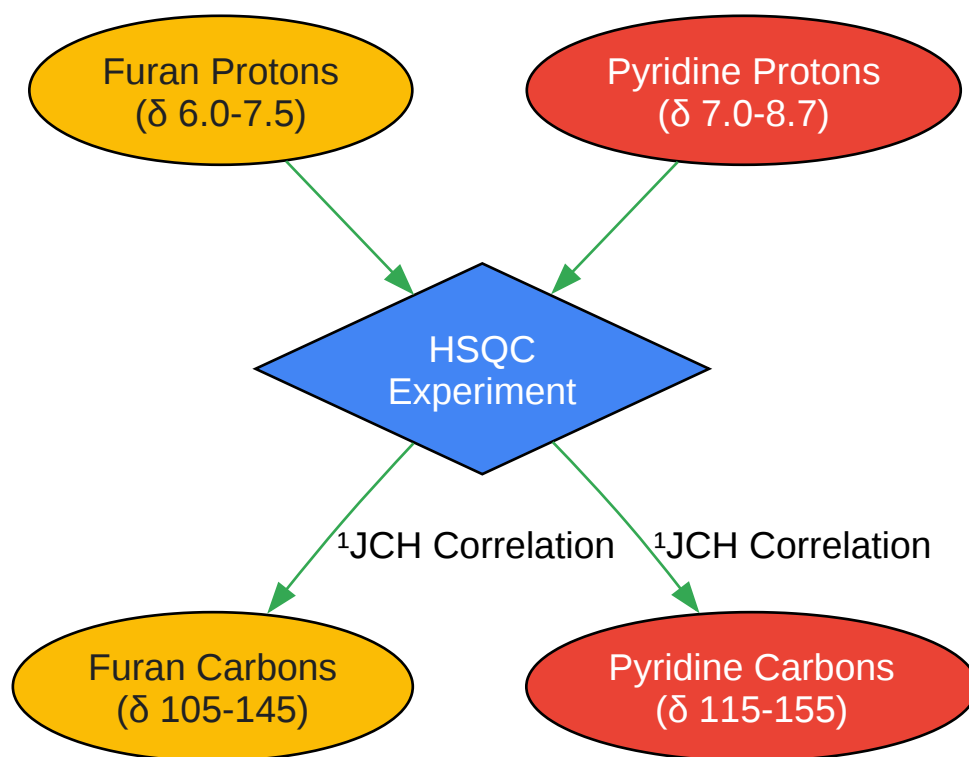 Furan Protons
(δ 6.0-7.5)
Pyridine Protons
(δ 7.0-8.7)
HSQC
Experiment
¹JCH Correlation
¹JCH Correlation
Furan Carbons
(δ 105-145)
Pyridine Carbons
(δ 115-155)